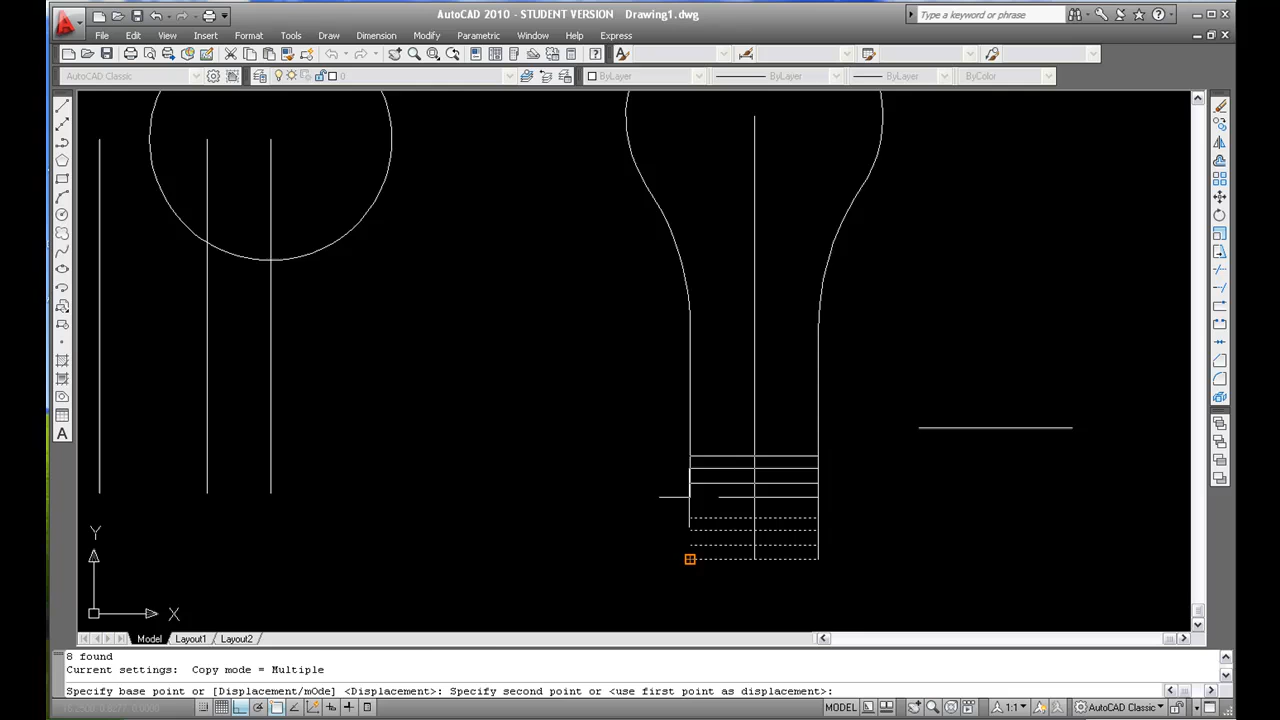 AutoCAD 2010 - STUDENT VERSION Drawing1.dwg
Type a keyword or phrase
File Edit View Insert Format Tools Draw Dimension Modify Parametric Window Help Express
AutoCAD Classic
0
ByLayer
ByLayer
ByLayer
ByColor
A
Y
X
Model Layout1 Layout2
8 found
Current settings: Copy mode = Multiple
Specify base point or [Displacement/mOde] <Displacement>: Specify second point or <use first point as displacement>:
MODEL
1:1
AutoCAD Classic